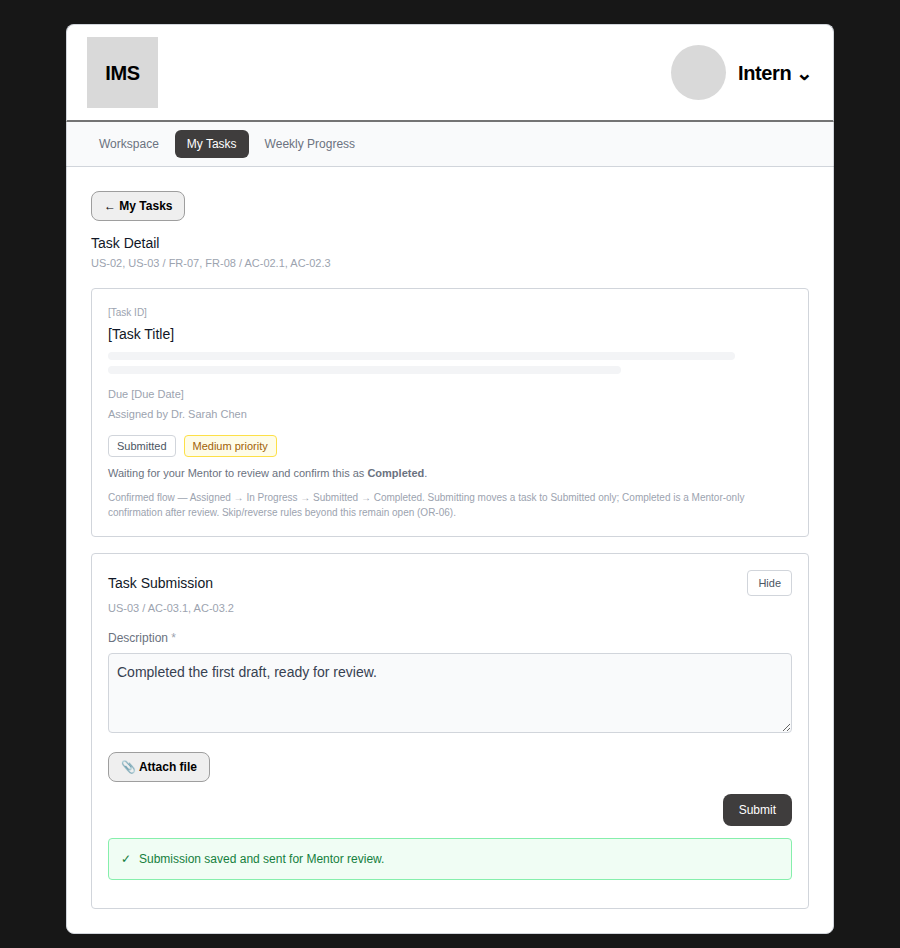 IMS
Intern
Workspace
My Tasks
Weekly Progress
← My Tasks
Task Detail
US-02, US-03 / FR-07, FR-08 / AC-02.1, AC-02.3
[Task ID]
[Task Title]
Due [Due Date]
Assigned by Dr. Sarah Chen
Submitted
Medium priority
Waiting for your Mentor to review and confirm this as Completed.
Confirmed flow — Assigned → In Progress → Submitted → Completed. Submitting moves a task to Submitted only; Completed is a Mentor-only
confirmation after review. Skip/reverse rules beyond this remain open (OR-06).
Task Submission
Hide
US-03 / AC-03.1, AC-03.2
Description *
Completed the first draft, ready for review.
📎 Attach file
Submit
✓ Submission saved and sent for Mentor review.